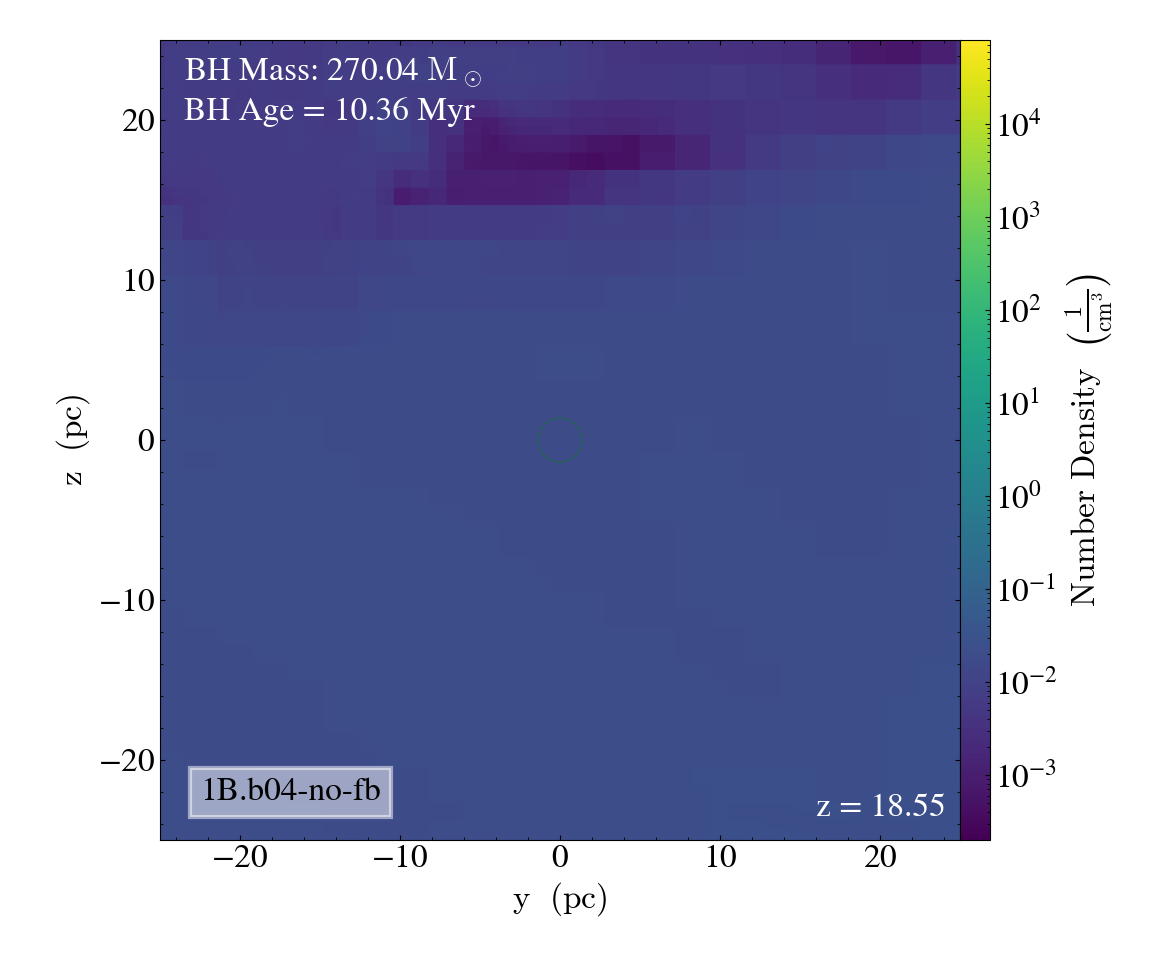 BH Mass: 270.04 M☉
BH Age = 10.36 Myr
20
10
0
−10
−20
z (pc)
1B.b04-no-fb
z = 18.55
−20 −10 0 10 20
y (pc)
10⁴
10³
10²
10¹
10⁰
10⁻¹
10⁻²
10⁻³
Number Density (1/cm³)